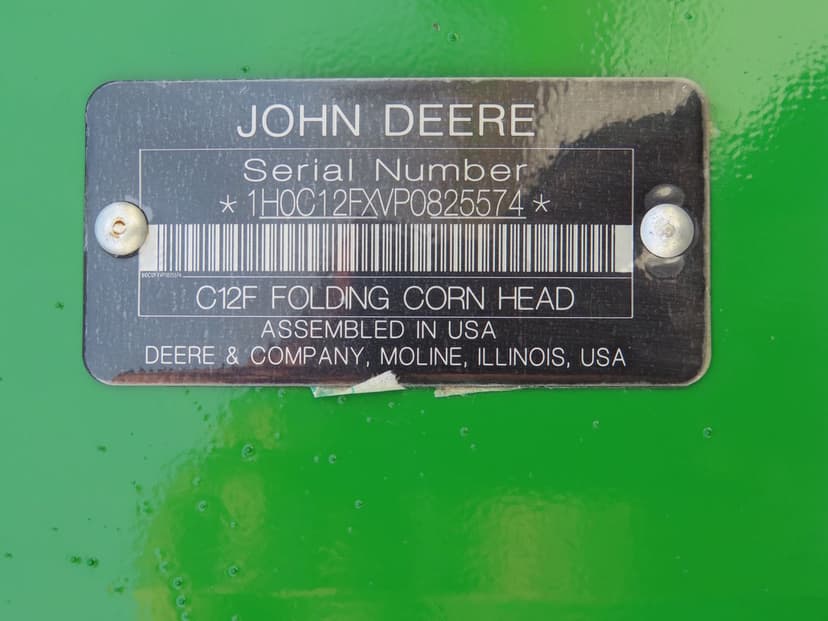 JOHN DEERE
Serial Number
*1H0C12FXVP0825574*
C12F FOLDING CORN HEAD
ASSEMBLED IN USA
DEERE & COMPANY, MOLINE, ILLINOIS, USA